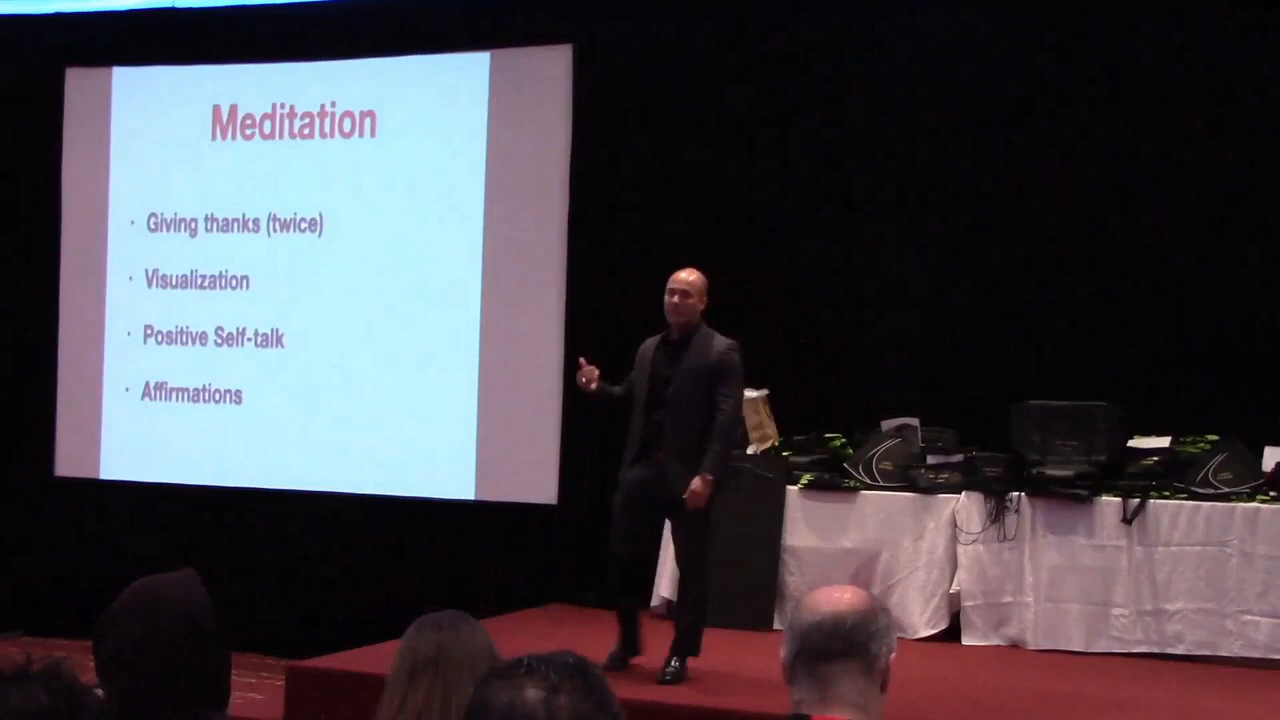 Meditation
· Giving thanks (twice)
· Visualization
· Positive Self-talk
· Affirmations